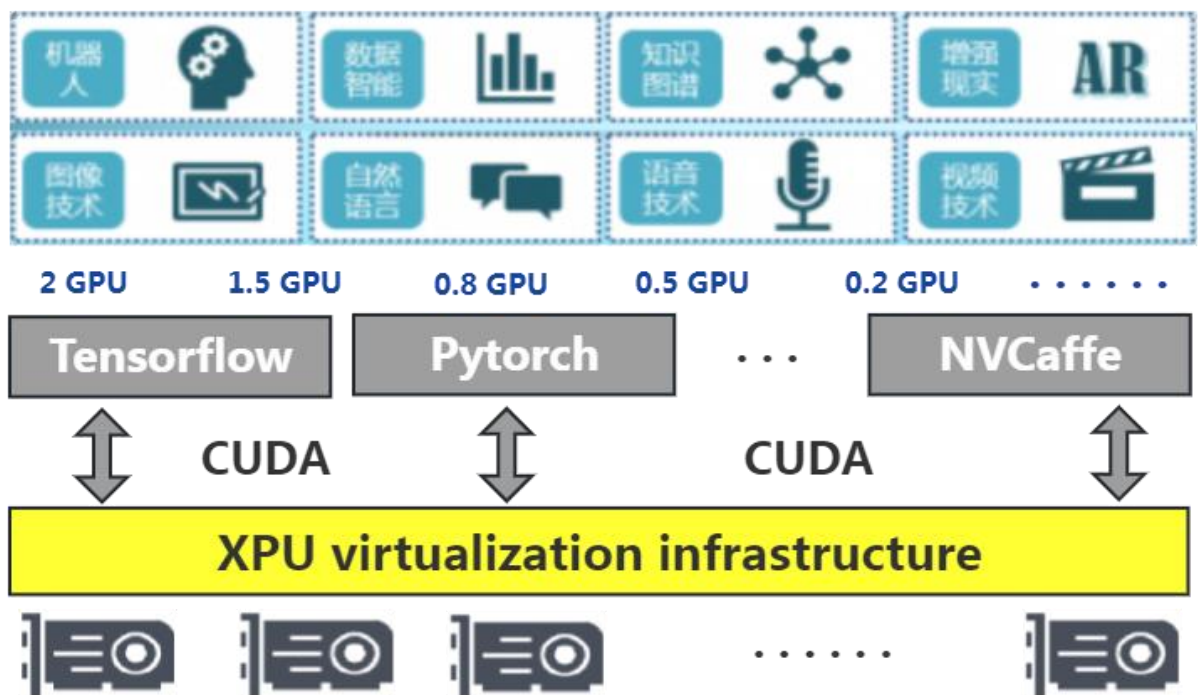 机器
人
数据
智能
知识
图谱
增强
现实
AR
图像
技术
自然
语言
语音
技术
视频
技术
2 GPU 1.5 GPU 0.8 GPU 0.5 GPU 0.2 GPU ······
Tensorflow Pytorch ··· NVCaffe
CUDA CUDA
XPU virtualization infrastructure
······